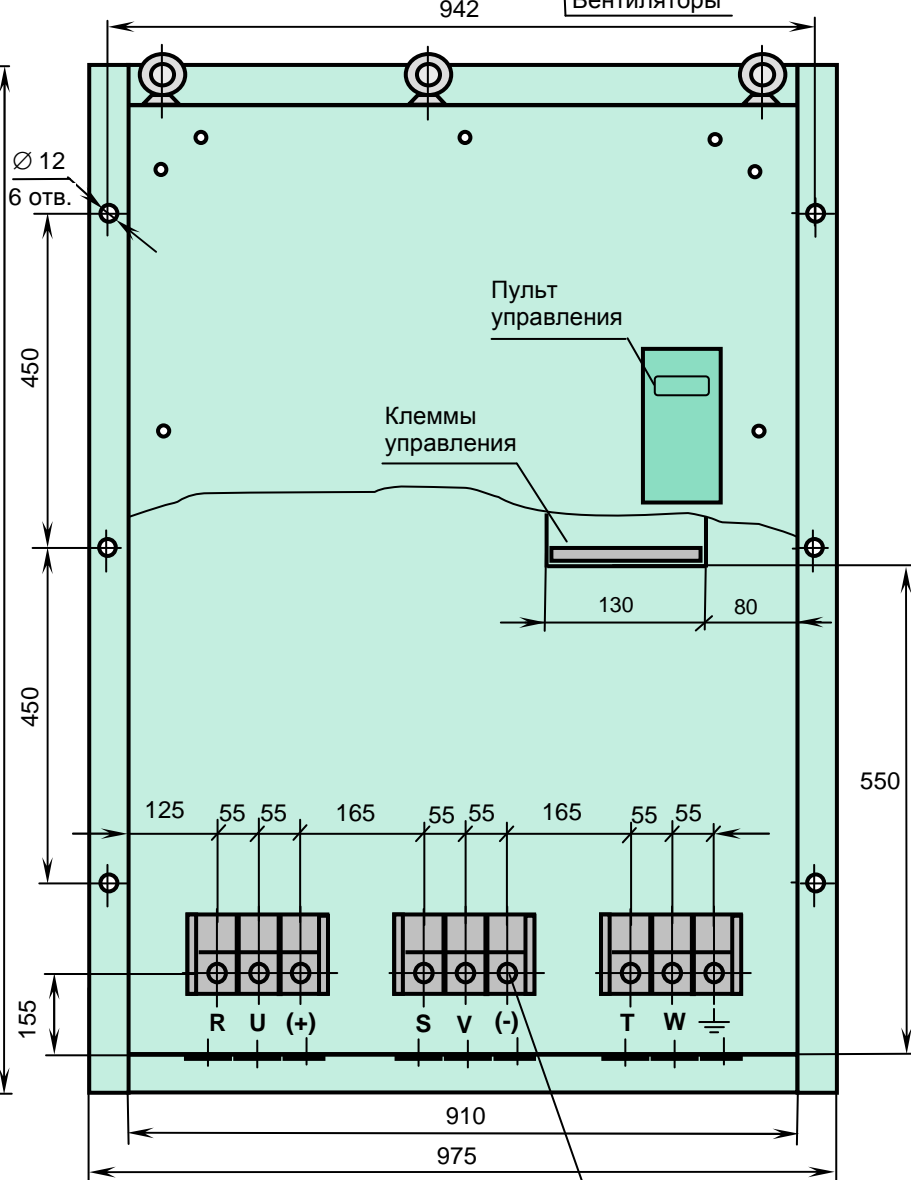 942
Вентиляторы
∅ 12
6 отв.
Пульт
управления
450
Клеммы
управления
130
80
450
550
125
55
55
165
55
55
165
55
55
155
R
U
(+)
S
V
(-)
T
W
910
975